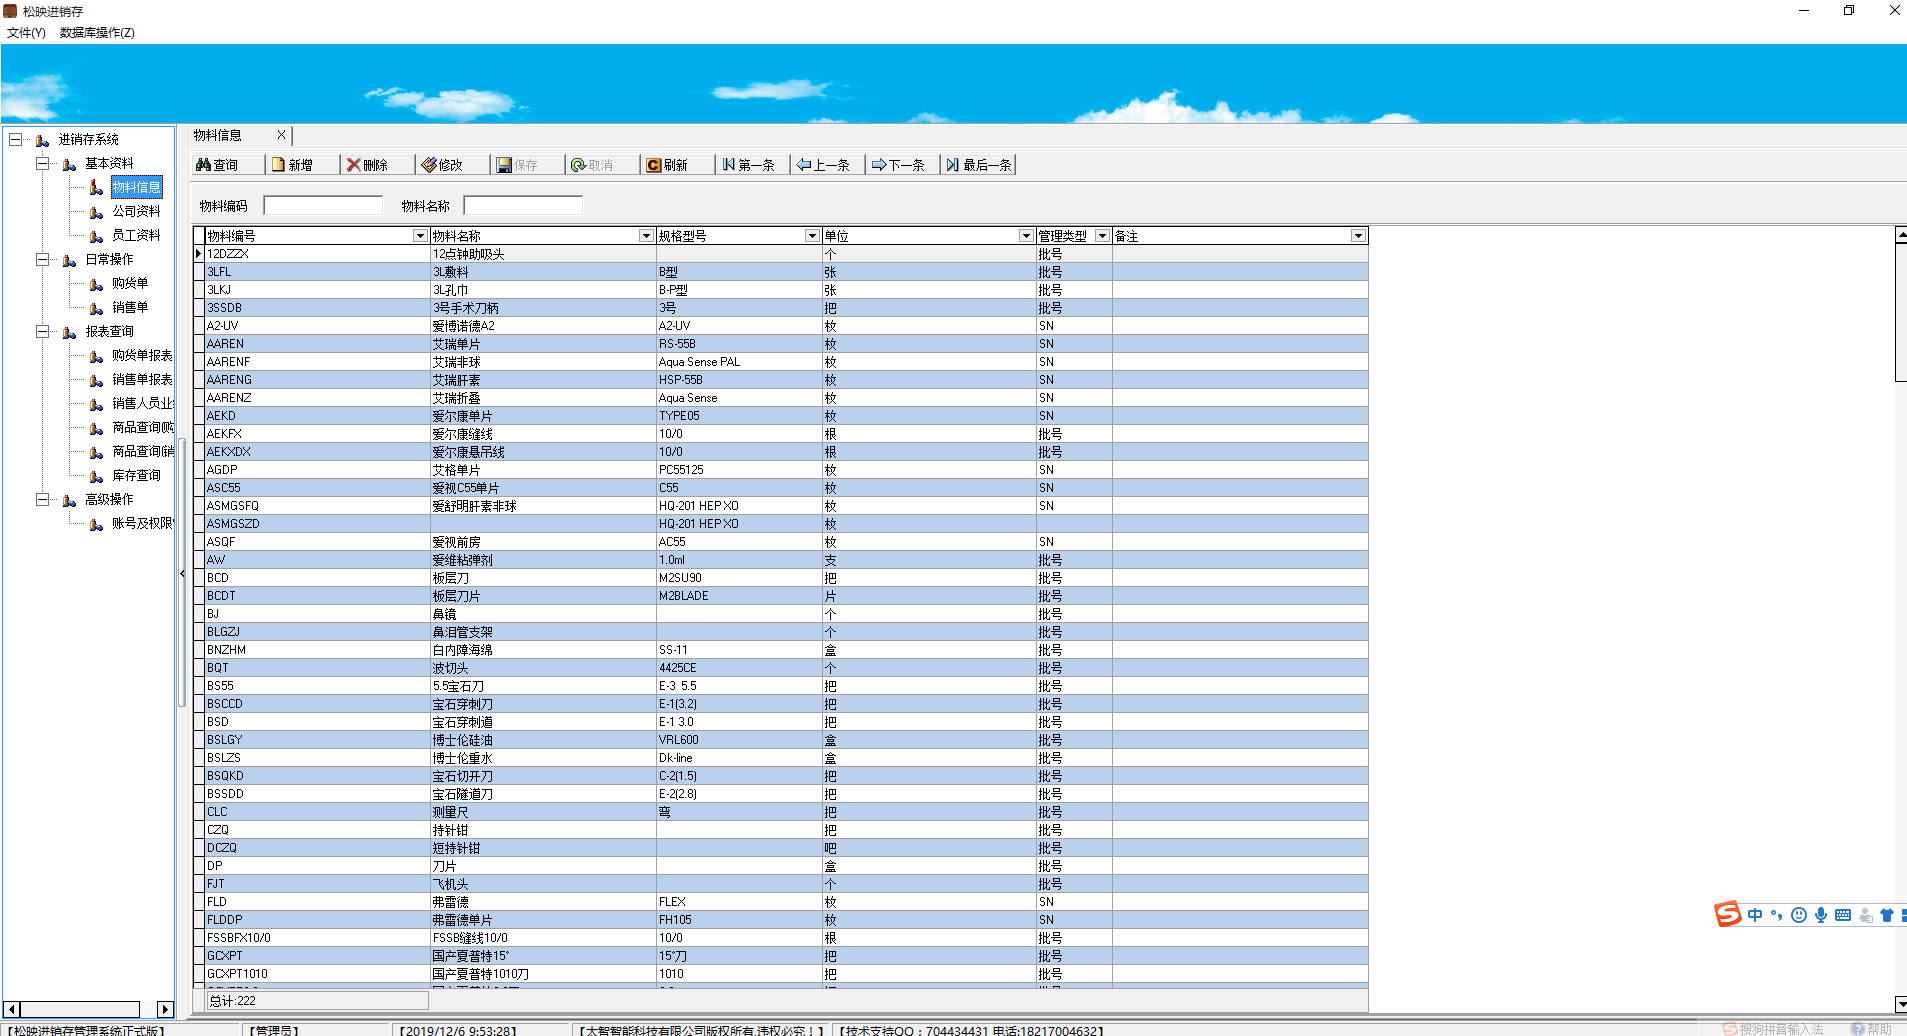 松映进销存
文件(Y) 数据库操作(Z)
进销存系统
基本资料
物料信息
公司资料
员工资料
日常操作
购货单
销售单
报表查询
购货单报表
销售单报表
销售人员业
商品查询(购
商品查询(销
库存查询
高级操作
账号及权限
物料信息 X
查询 新增 删除 修改 保存 取消 刷新 第一条 上一条 下一条 最后一条
物料编码 物料名称
物料编号 物料名称 规格型号 单位 管理类型 备注
12DZZX 12点钟助吸头 个 批号
3LFL 3L敷料 B型 张 批号
3LKJ 3L孔巾 B-P型 张 批号
3SSDB 3号手术刀柄 3号 把 批号
A2-UV 爱博诺德A2 A2-UV 枚 SN
AAREN 艾瑞单片 RS-55B 枚 SN
AARENF 艾瑞非球 Aqua Sense PAL 枚 SN
AARENG 艾瑞肝素 HSP-55B 枚 SN
AARENZ 艾瑞折叠 Aqua Sense 枚 SN
AEKD 爱尔康单片 TYPE05 枚 SN
AEKFX 爱尔康缝线 10/0 根 批号
AEKXDX 爱尔康悬吊线 10/0 根 批号
AGDP 艾格单片 PC55125 枚 SN
ASC55 爱视C55单片 C55 枚 SN
ASMGSFQ 爱舒明肝素非球 HQ-201 HEP XO 枚 SN
ASMGSZD HQ-201 HEP XO 枚
ASQF 爱视前房 AC55 枚 SN
AW 爱维粘弹剂 1.0ml 支 批号
BCD 板层刀 M2SU90 把 批号
BCDT 板层刀片 M2BLADE 片 批号
BJ 鼻镜 个 批号
BLGZJ 鼻泪管支架 个 批号
BNZHM 白内障海绵 SS-11 盒 批号
BQT 波切头 4425CE 个 批号
BS55 5.5宝石刀 E-3 5.5 把 批号
BSCCD 宝石穿刺刀 E-1(3.2) 把 批号
BSD 宝石穿刺道 E-1 3.0 把 批号
BSLGY 博士伦硅油 VRL600 盒 批号
BSLZS 博士伦重水 Dk-line 盒 批号
BSQKD 宝石切开刀 C-2(1.5) 把 批号
BSSDD 宝石隧道刀 E-2(2.8) 把 批号
CLC 测量尺 弯 把 批号
CZQ 持针钳 把 批号
DCZQ 短持针钳 吧 批号
DP 刀片 盒 批号
FJT 飞机头 个 批号
FLD 弗雷德 FLEX 枚 SN
FLDDP 弗雷德单片 FH105 枚 SN
FSSBFX10/0 FSSB缝线10/0 10/0 根 批号
GCXPT 国产夏普特15° 15°刀 把 批号
GCXPT1010 国产夏普特1010刀 1010 把 批号
总计:222
【松映进销存管理系统正式版】 【管理员】 【2019/12/6 9:53:28】 【太智智能科技有限公司版权所有,违权必究！】 【技术支持QQ：704434431 电话:18217004632】
中
搜狗拼音输入法 帮助